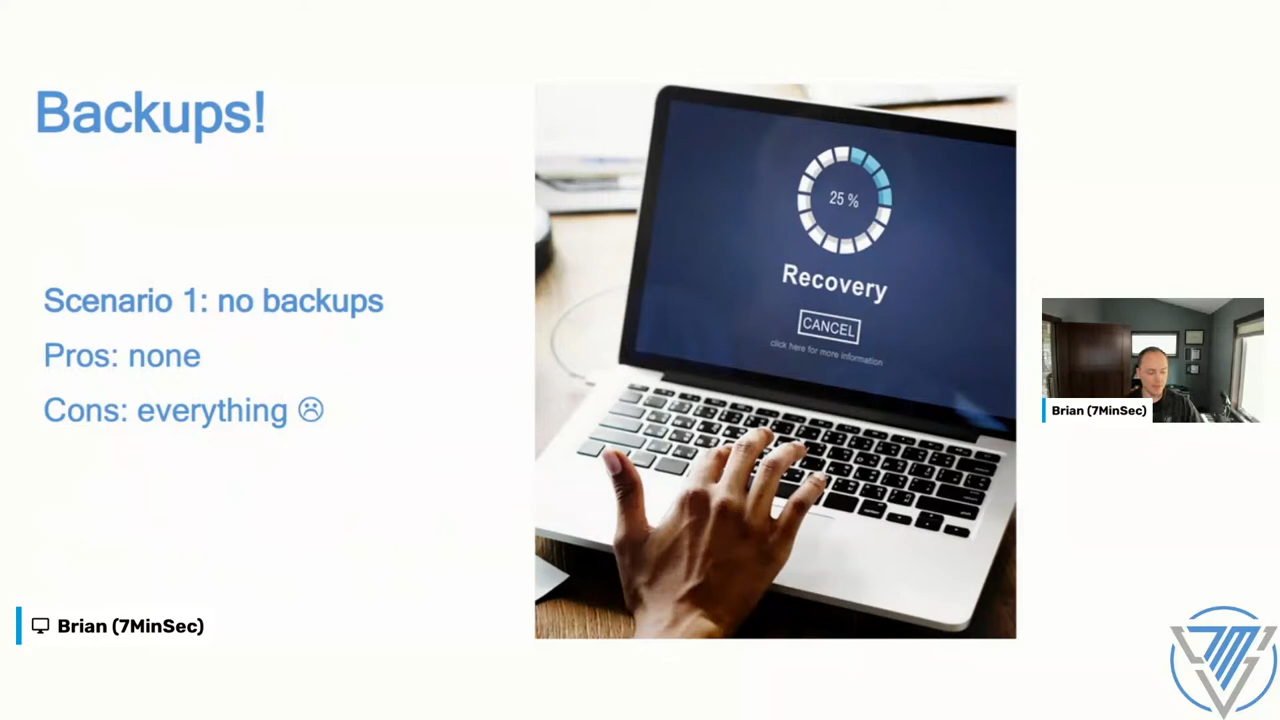 Backups!
Scenario 1: no backups
Pros: none
Cons: everything ☹
25 %
Recovery
CANCEL
click here for more information
Brian (7MinSec)
Brian (7MinSec)
7M